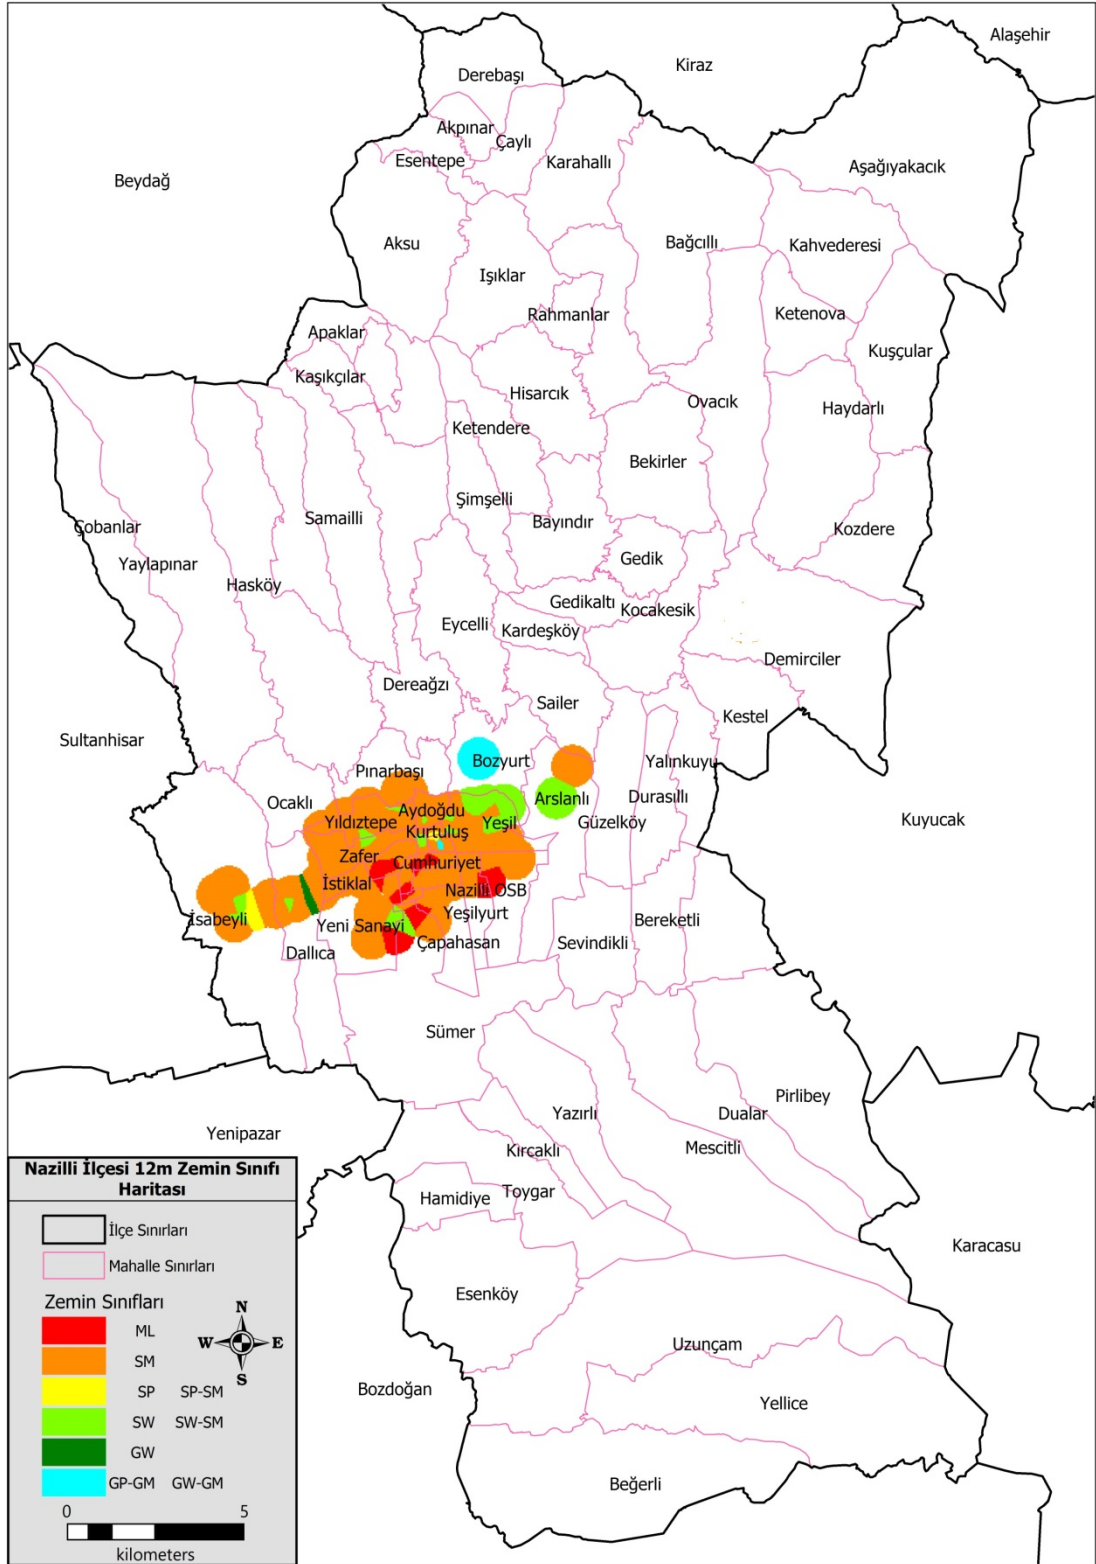 Alaşehir
Kiraz
Derebaşı
Akpınar
Çaylı
Esentepe
Karahallı
Aşağıyakacık
Beydağ
Aksu
Bağcıllı
Kahvederesi
Işıklar
Rahmanlar
Ketenova
Apaklar
Kuşçular
Kaşıkçılar
Hisarcık
Ovacık
Haydarlı
Ketendere
Bekirler
Şimşelli
Samailli
Bayındır
Çobanlar
Kozdere
Yaylapınar
Gedik
Hasköy
Gedikaltı
Kocakesik
Eycelli
Kardeşköy
Demirciler
Dereağzı
Sailer
Kestel
Sultanhisar
Bozyurt
Yalınkuyu
Pınarbaşı
Ocaklı
Arslanlı
Durasıllı
Aydoğdu
Yıldıztepe
Yeşil
Güzelköy
Kuyucak
Kurtuluş
Zafer
Cumhuriyet
İstiklal
Nazilli OSB
İsabeyli
Yeni Sanayi
Yeşilyurt
Bereketli
Çapahasan
Sevindikli
Dallıca
Sümer
Pirlibey
Yazırlı
Dualar
Yenipazar
Kırcaklı
Mescitli
Hamidiye
Toygar
Karacasu
Esenköy
Uzunçam
Bozdoğan
Yellice
Beğerli
Nazilli İlçesi 12m Zemin Sınıfı
Haritası
İlçe Sınırları
Mahalle Sınırları
Zemin Sınıfları
N
W E
S
ML
SM
SP SP-SM
SW SW-SM
GW
GP-GM GW-GM
0 5
kilometers